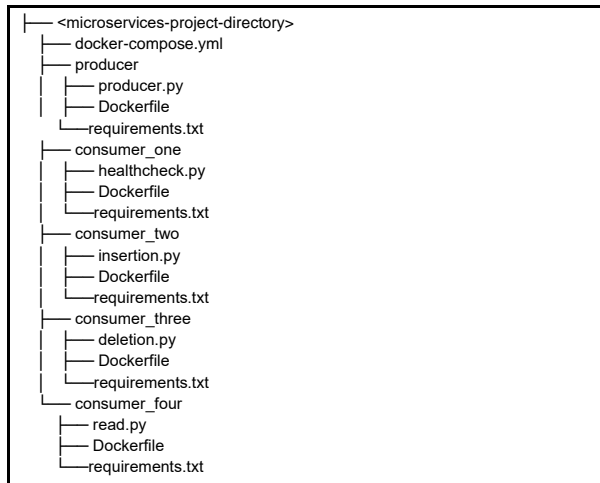 ├── <microservices-project-directory>
├── docker-compose.yml
├── producer
│ ├── producer.py
│ ├── Dockerfile
└──requirements.txt
├── consumer_one
│ ├── healthcheck.py
│ ├── Dockerfile
│ └──requirements.txt
├── consumer_two
│ ├── insertion.py
│ ├── Dockerfile
│ └──requirements.txt
├── consumer_three
│ ├── deletion.py
│ ├── Dockerfile
│ └──requirements.txt
└── consumer_four
├── read.py
├── Dockerfile
└──requirements.txt